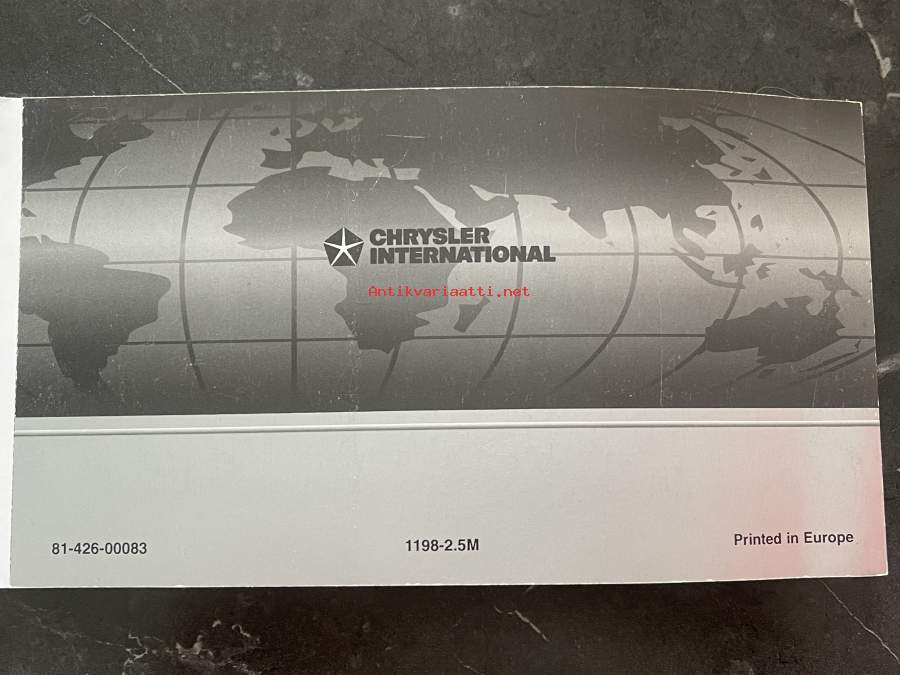 CHRYSLER
INTERNATIONAL
Antikvariaatti.net
81-426-00083
1198-2.5M
Printed in Europe